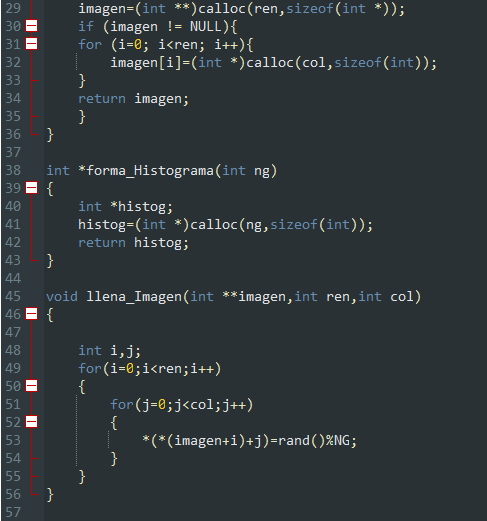 29 imagen=(int **)calloc(ren,sizeof(int *));
30 if (imagen != NULL){
31 for (i=0; i<ren; i++){
32 imagen[i]=(int *)calloc(col,sizeof(int));
33 }
34 return imagen;
35 }
36 }
37
38 int *forma_Histograma(int ng)
39 {
40 int *histog;
41 histog=(int *)calloc(ng,sizeof(int));
42 return histog;
43 }
44
45 void llena_Imagen(int **imagen,int ren,int col)
46 {
47
48 int i,j;
49 for(i=0;i<ren;i++)
50 {
51 for(j=0;j<col;j++)
52 {
53 *(*(imagen+i)+j)=rand()%NG;
54 }
55 }
56 }
57